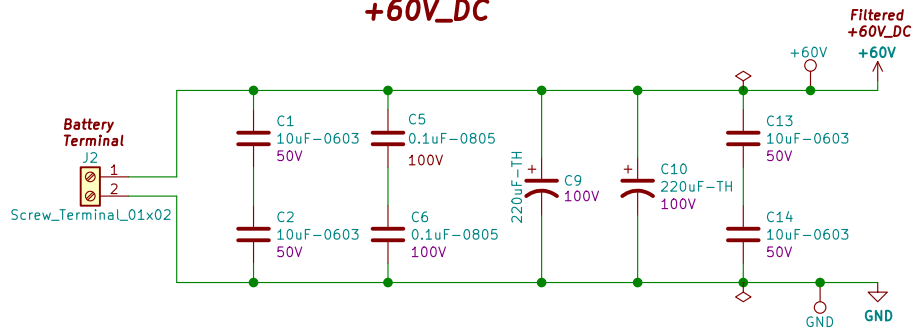 +60V_DC
Filtered
+60V_DC
+60V
+60V
Battery
Terminal
J2
1
2
Screw_Terminal_01x02
C1
10uF-0603
50V
C5
0.1uF-0805
100V
C2
10uF-0603
50V
C6
0.1uF-0805
100V
220uF-TH
+
C9
100V
+
C10
220uF-TH
100V
C13
10uF-0603
50V
C14
10uF-0603
50V
GND
GND